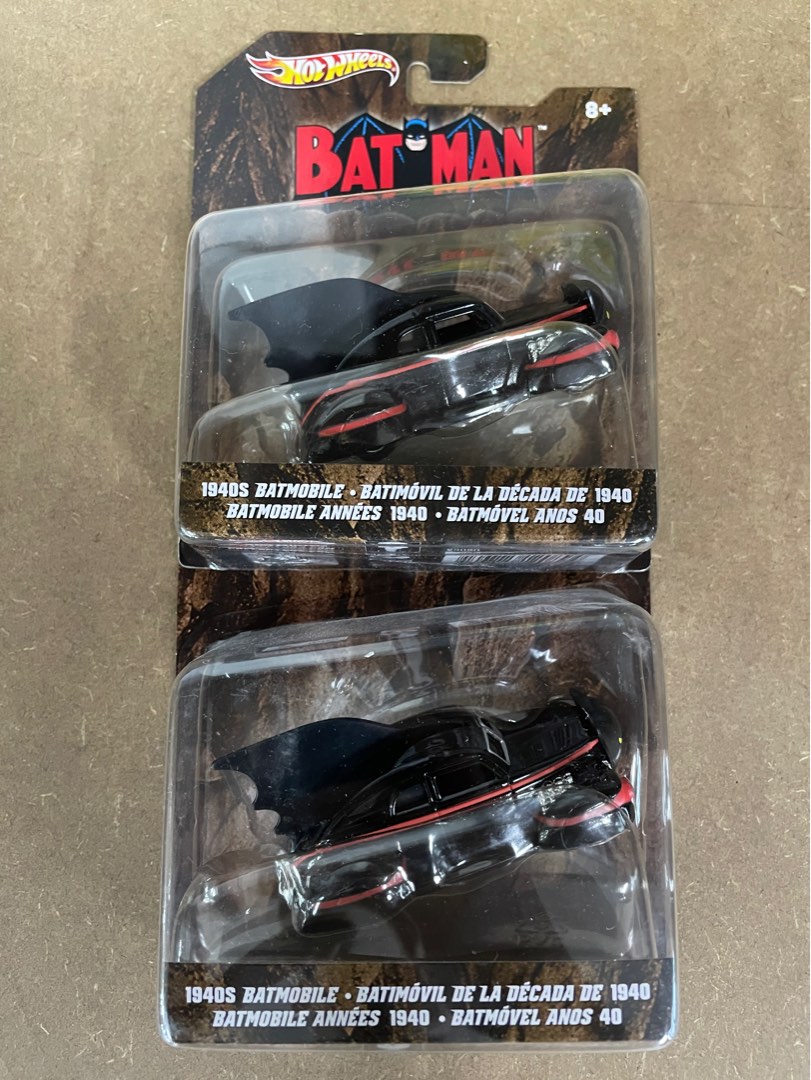 Hot Wheels
8+
BATMAN™
1940S BATMOBILE • BATIMÓVIL DE LA DÉCADA DE 1940
BATMOBILE ANNÉES 1940 • BATMÓVEL ANOS 40
1940S BATMOBILE • BATIMÓVIL DE LA DÉCADA DE 1940
BATMOBILE ANNÉES 1940 • BATMÓVEL ANOS 40